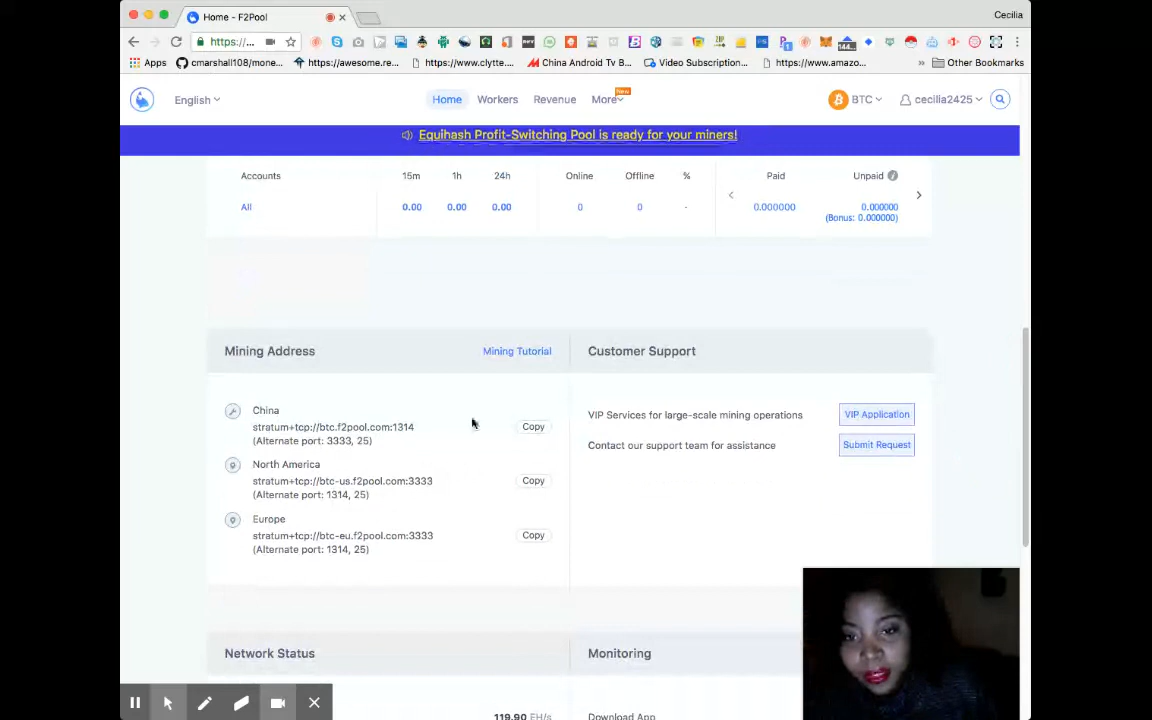 Home - F2Pool
Cecilia
https://...
144...
Apps
cmarshall108/mone...
https://awesome.re...
https://www.clytte....
China Android Tv B...
Video Subscription...
https://www.amazo...
»
Other Bookmarks
English
Home
Workers
Revenue
More
New
BTC
cecilia2425
Equihash Profit-Switching Pool is ready for your miners!
Accounts
15m
1h
24h
Online
Offline
%
Paid
Unpaid
All
0.00
0.00
0.00
0
0
-
0.000000
0.000000
(Bonus: 0.000000)
Mining Address
Mining Tutorial
Customer Support
China
stratum+tcp://btc.f2pool.com:1314
(Alternate port: 3333, 25)
Copy
VIP Services for large-scale mining operations
VIP Application
Contact our support team for assistance
Submit Request
North America
stratum+tcp://btc-us.f2pool.com:3333
(Alternate port: 1314, 25)
Copy
Europe
stratum+tcp://btc-eu.f2pool.com:3333
(Alternate port: 1314, 25)
Copy
Network Status
Monitoring
119.90 EH/s
Download App